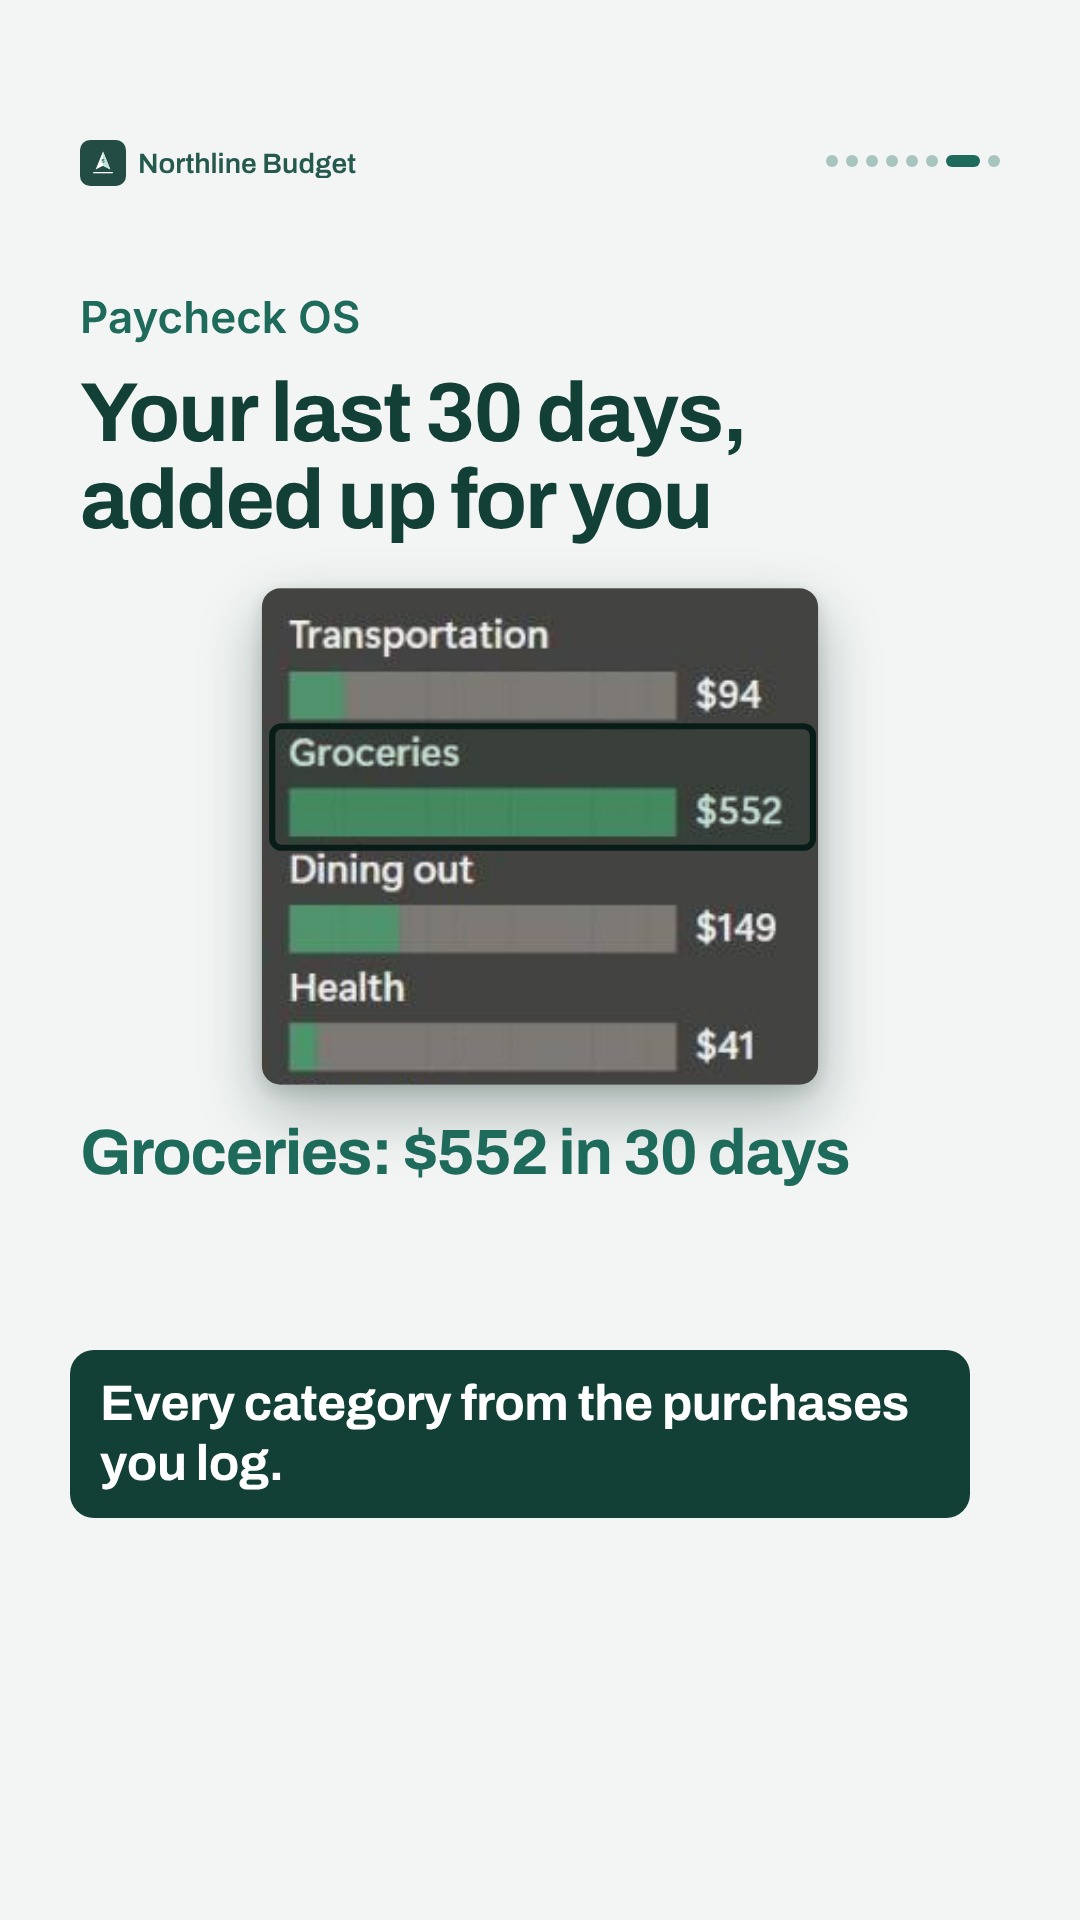 Northline Budget
Paycheck OS
Your last 30 days,
added up for you
Transportation
$94
Groceries
$552
Dining out
$149
Health
$41
Groceries: $552 in 30 days
Every category from the purchases
you log.